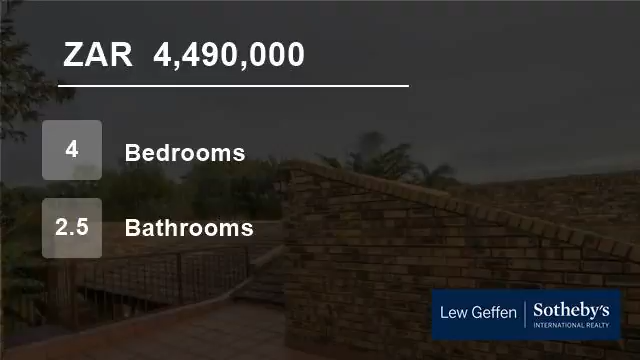 ZAR 4,490,000
4 Bedrooms
2.5 Bathrooms
Lew Geffen | Sotheby's
INTERNATIONAL REALTY